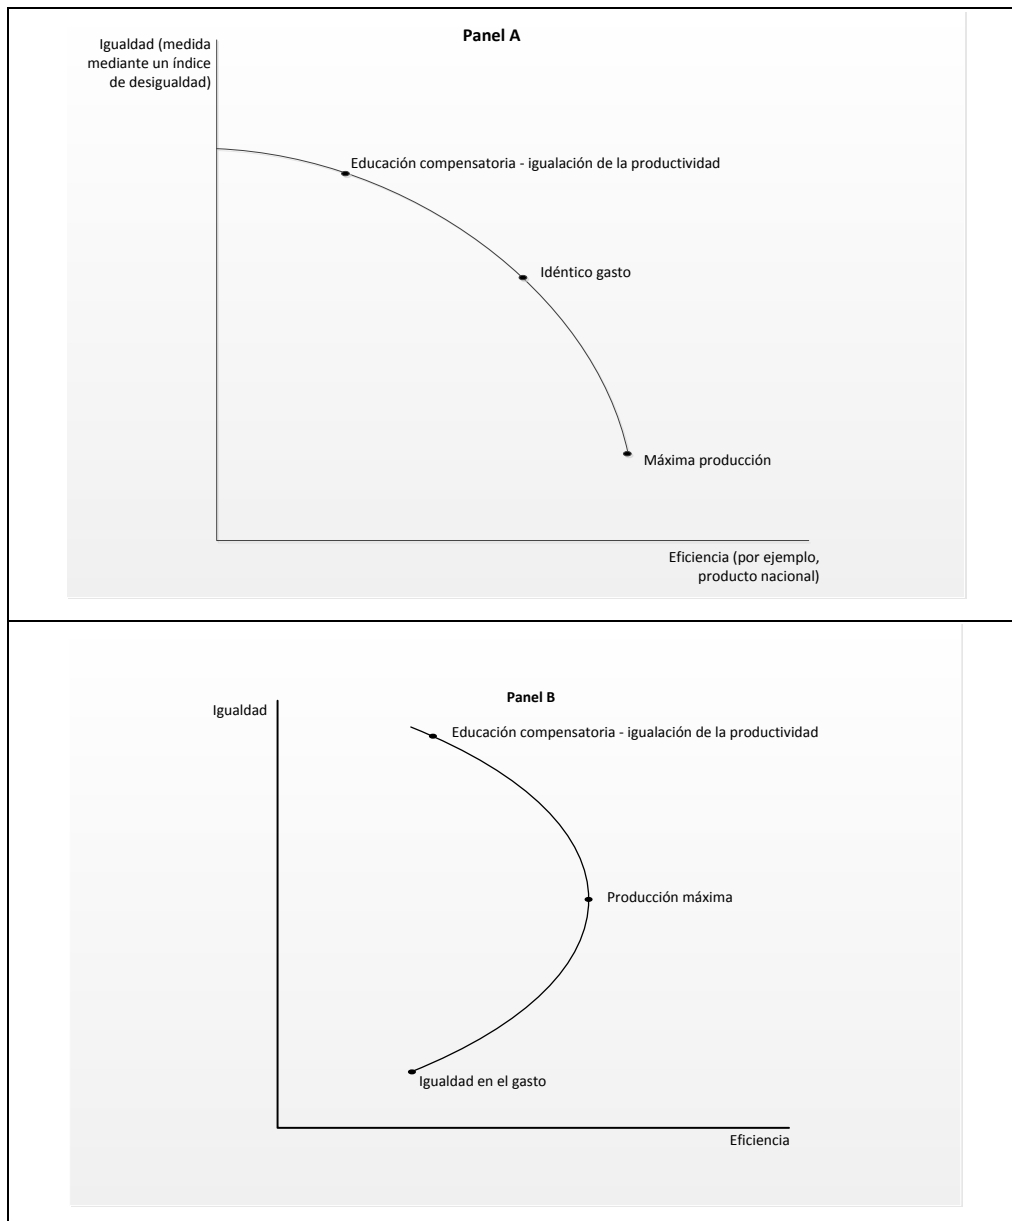 Panel A
Igualdad (medida
mediante un índice
de desigualdad)
Educación compensatoria - igualación de la productividad
Idéntico gasto
Máxima producción
Eficiencia (por ejemplo,
producto nacional)
Panel B
Igualdad
Educación compensatoria - igualación de la productividad
Producción máxima
Igualdad en el gasto
Eficiencia